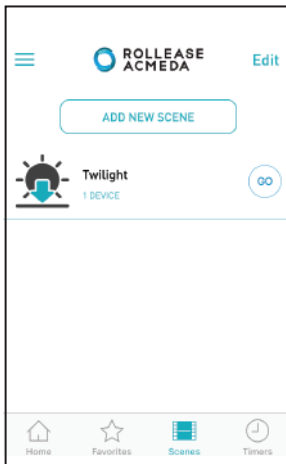 ROLLEASE
ACMEDA
Edit
ADD NEW SCENE
Twilight
1 DEVICE
GO
Home
Favorites
Scenes
Timers